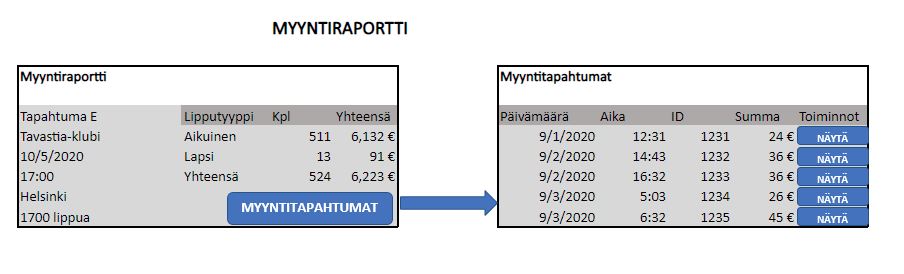 MYYNTIRAPORTTI
Myyntiraportti
Tapahtuma E Lipputyyppi Kpl Yhteensä
Tavastia-klubi Aikuinen 511 6,132 €
10/5/2020 Lapsi 13 91 €
17:00 Yhteensä 524 6,223 €
Helsinki
1700 lippua
MYYNTITAPAHTUMAT
Myyntitapahtumat
Päivämäärä Aika ID Summa Toiminnot
9/1/2020 12:31 1231 24 € NÄYTÄ
9/2/2020 14:43 1232 36 € NÄYTÄ
9/2/2020 16:32 1233 36 € NÄYTÄ
9/3/2020 5:03 1234 26 € NÄYTÄ
9/3/2020 6:32 1235 45 € NÄYTÄ